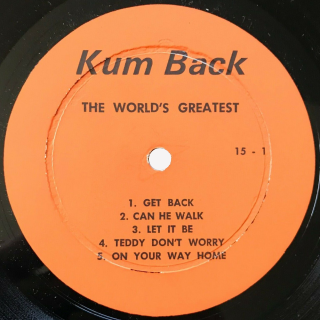 Kum Back
THE WORLD'S GREATEST
15 - 1
1. GET BACK
2. CAN HE WALK
3. LET IT BE
4. TEDDY DON'T WORRY
5. ON YOUR WAY HOME